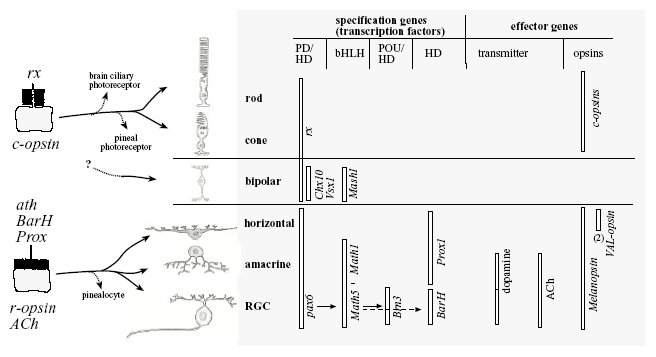 specification genes
(transcription factors)
effector genes
PD/
HD
bHLH
POU/
HD
HD
transmitter
opsins
rx
c-opsin
brain ciliary
photoreceptor
pineal
photoreceptor
?
ath
BarH
Prox
r-opsin
ACh
pinealocyte
rod
cone
bipolar
horizontal
amacrine
RGC
rx
Chx10
Vsx1
Mash1
pax6
Math5
Math1
Brn3
Prox1
BarH
dopamine
ACh
c-opsins
Melanopsin
(2)
VAL-opsin